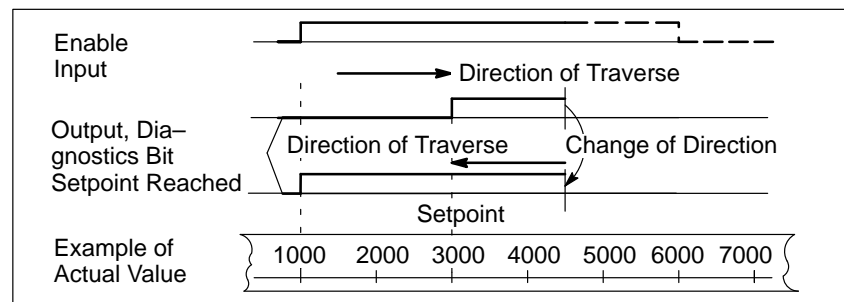 Enable
Input
Direction of Traverse
Output, Dia–
gnostics Bit
Setpoint Reached
Direction of Traverse
Change of Direction
Setpoint
Example of
Actual Value
1000 2000 3000 4000 5000 6000 7000